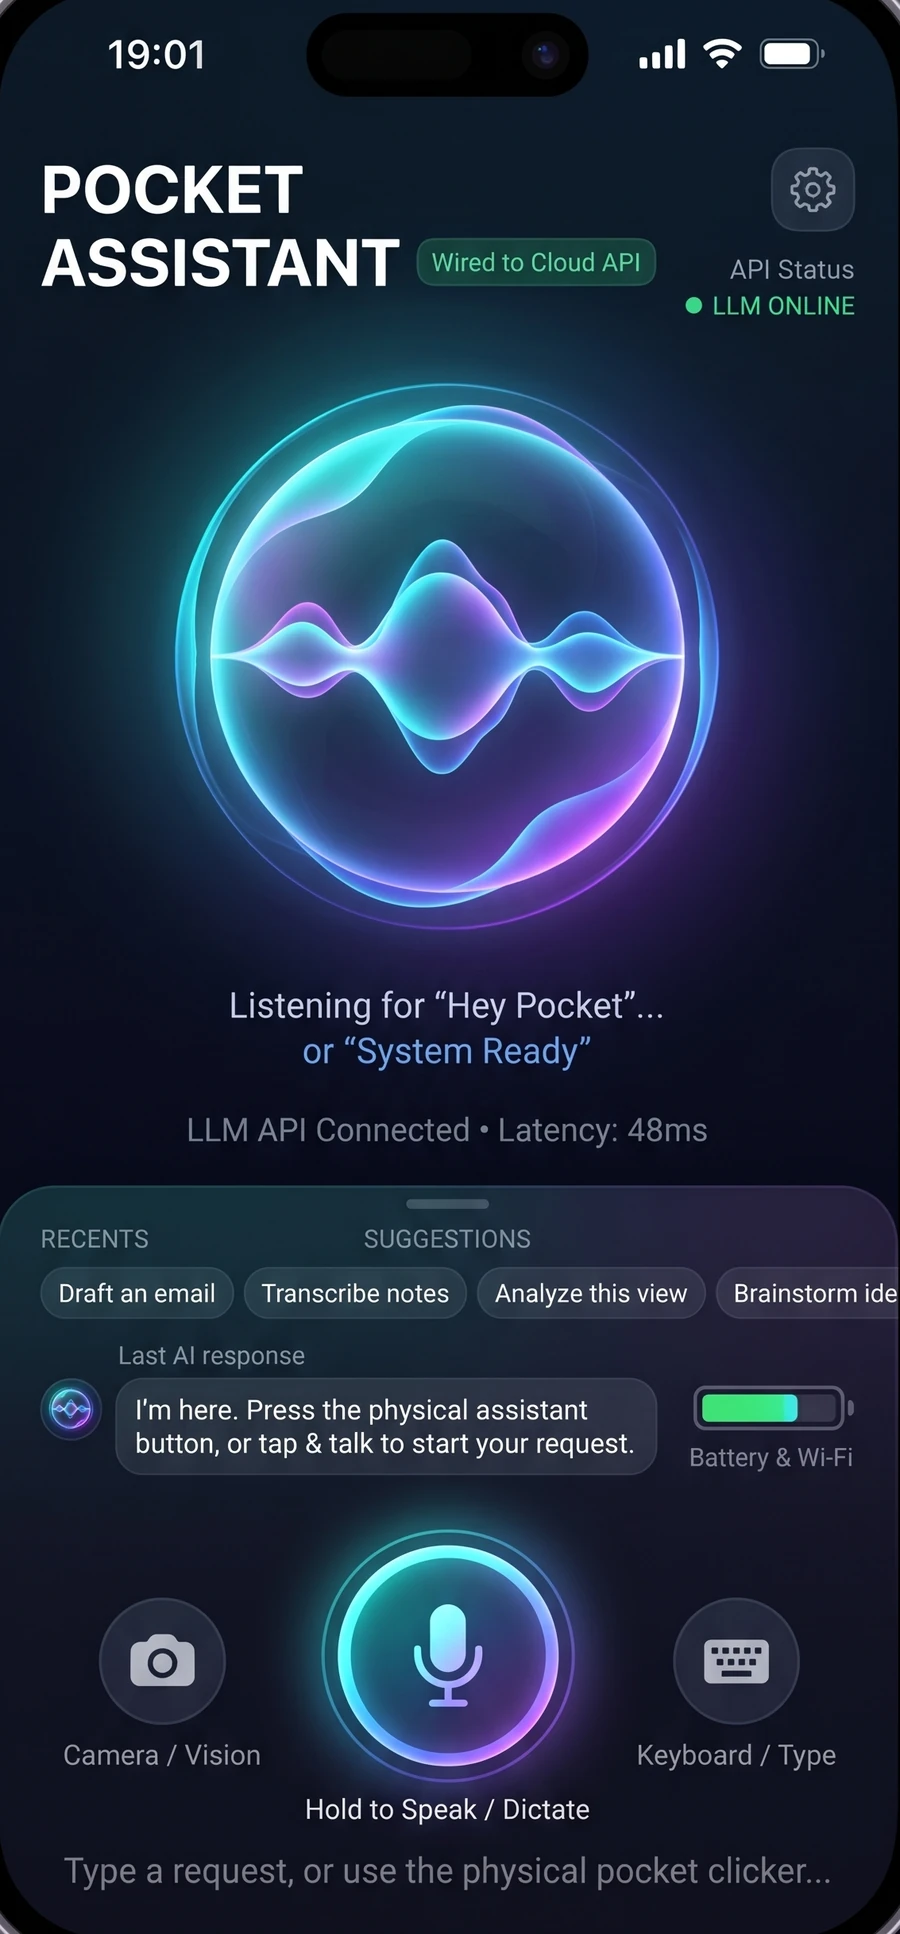 19:01
POCKET
ASSISTANT
Wired to Cloud API
API Status
LLM ONLINE
Listening for “Hey Pocket”...
or “System Ready”
LLM API Connected • Latency: 48ms
RECENTS
SUGGESTIONS
Draft an email
Transcribe notes
Analyze this view
Brainstorm ide
Last AI response
I'm here. Press the physical assistant
button, or tap & talk to start your request.
Battery & Wi-Fi
Camera / Vision
Keyboard / Type
Hold to Speak / Dictate
Type a request, or use the physical pocket clicker...